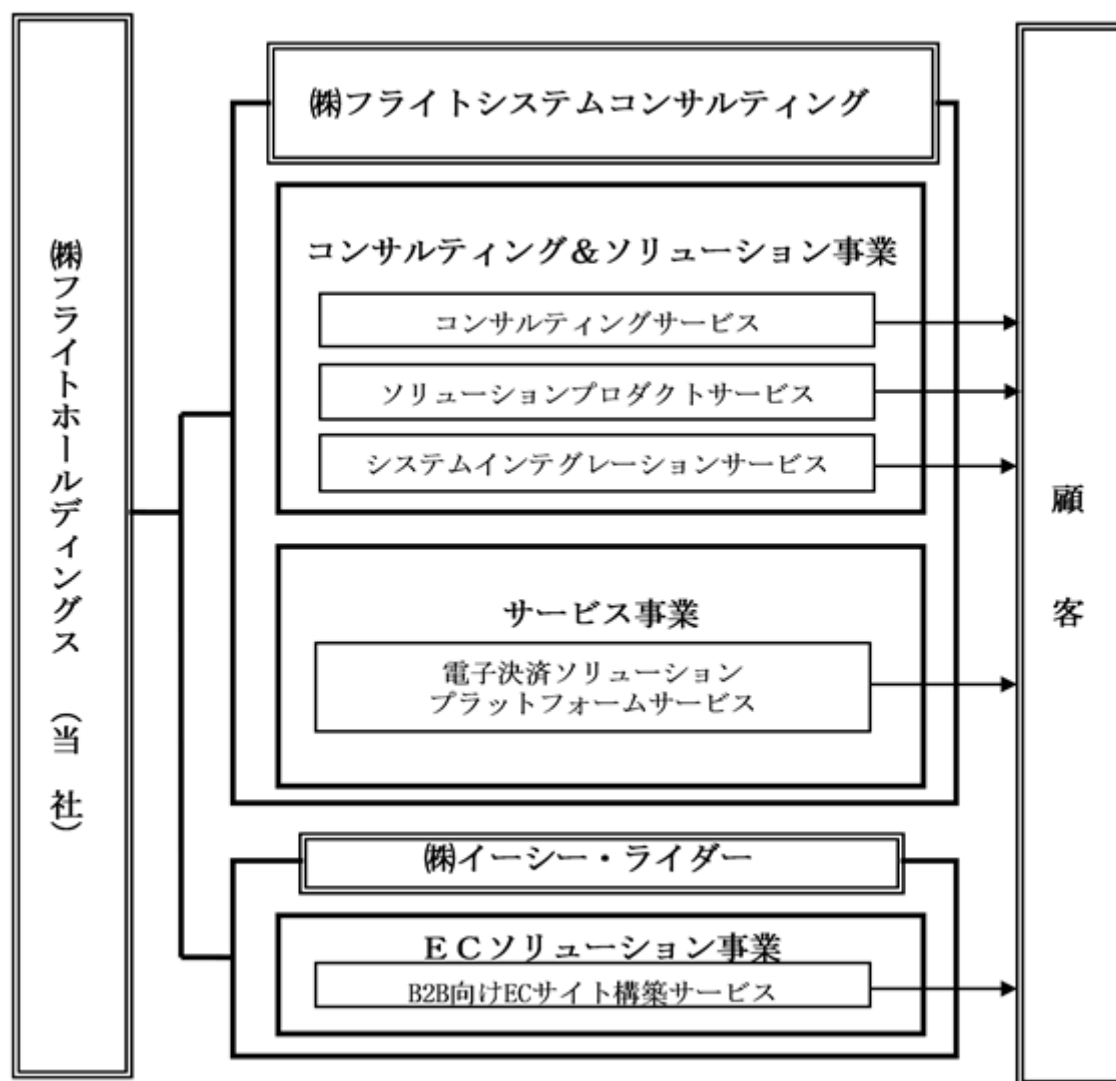 ㈱フライトホールディングス （当 社）
㈱フライトシステムコンサルティング
コンサルティング＆ソリューション事業
コンサルティングサービス
ソリューションプロダクトサービス
システムインテグレーションサービス
サービス事業
電子決済ソリューション
プラットフォームサービス
㈱イーシー・ライダー
ＥＣソリューション事業
B2B向けECサイト構築サービス
顧 客